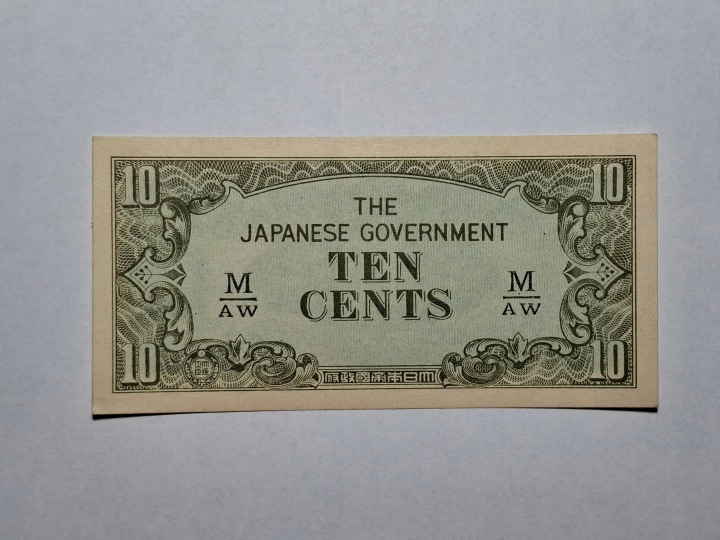 10 10
THE
JAPANESE GOVERNMENT
TEN
CENTS
M
AW
M
AW
10 10
府政國帝本日大